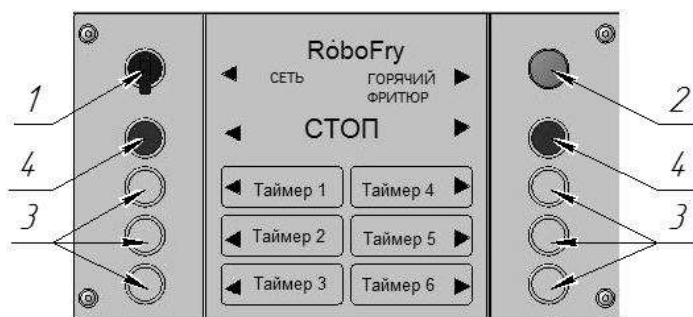 RoboFry
СЕТЬ
ГОРЯЧИЙ
ФРИТЮР
СТОП
Таймер 1
Таймер 4
Таймер 2
Таймер 5
Таймер 3
Таймер 6
1
4
3
2
4
3